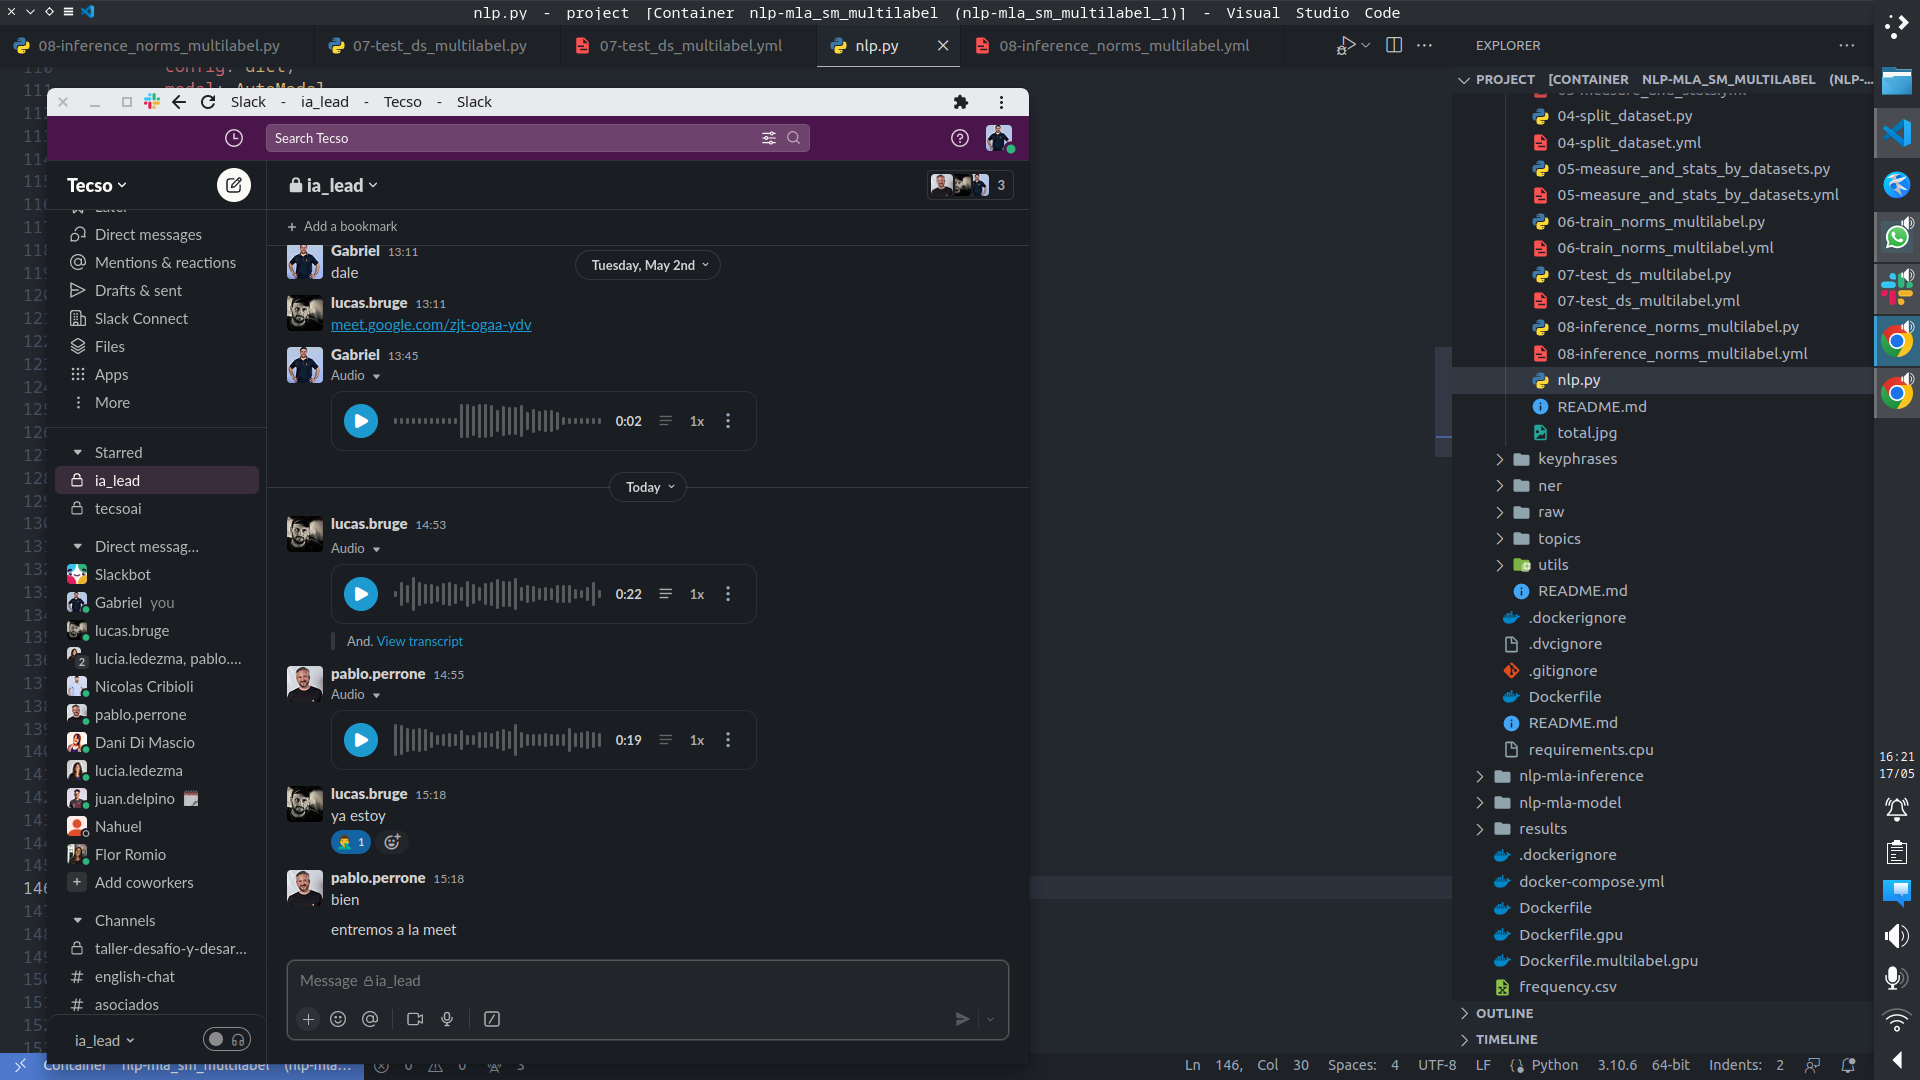 nlp.py - project [Container nlp-mla_sm_multilabel (nlp-mla_sm_multilabel_1)] - Visual Studio Code
08-inference_norms_multilabel.py
07-test_ds_multilabel.py
07-test_ds_multilabel.yml
nlp.py
08-inference_norms_multilabel.yml
EXPLORER
PROJECT [CONTAINER NLP-MLA_SM_MULTILABEL (NLP-...
Slack - ia_lead - Tecso - Slack
Search Tecso
Tecso
Later
Direct messages
Mentions & reactions
Drafts & sent
Slack Connect
Files
Apps
More
Starred
ia_lead
tecsoai
Direct messag...
Slackbot
Gabriel you
lucas.bruge
2 lucia.ledezma, pablo....
Nicolas Cribioli
pablo.perrone
Dani Di Mascio
lucia.ledezma
juan.delpino
Nahuel
Flor Romio
+ Add coworkers
Channels
taller-desafío-y-desar...
# english-chat
# asociados
ia_lead
ia_lead
3
+ Add a bookmark
Gabriel 13:11
Tuesday, May 2nd
dale
lucas.bruge 13:11
meet.google.com/zjt-ogaa-ydv
Gabriel 13:45
Audio
0:02 1x
Today
lucas.bruge 14:53
Audio
0:22 1x
And. View transcript
pablo.perrone 14:55
Audio
0:19 1x
lucas.bruge 15:18
ya estoy
1
pablo.perrone 15:18
bien
entremos a la meet
Message ia_lead
03-measure_and_stats.yml
04-split_dataset.py
04-split_dataset.yml
05-measure_and_stats_by_datasets.py
05-measure_and_stats_by_datasets.yml
06-train_norms_multilabel.py
06-train_norms_multilabel.yml
07-test_ds_multilabel.py
07-test_ds_multilabel.yml
08-inference_norms_multilabel.py
08-inference_norms_multilabel.yml
nlp.py
README.md
total.jpg
keyphrases
ner
raw
topics
utils
README.md
.dockerignore
.dvcignore
.gitignore
Dockerfile
README.md
requirements.cpu
nlp-mla-inference
nlp-mla-model
results
.dockerignore
docker-compose.yml
Dockerfile
Dockerfile.gpu
Dockerfile.multilabel.gpu
frequency.csv
OUTLINE
TIMELINE
16:21
17/05
Container nlp-mla_sm_multilabel (nlp-mla... 0 0 3
Ln 146, Col 30 Spaces: 4 UTF-8 LF Python 3.10.6 64-bit Indents: 2